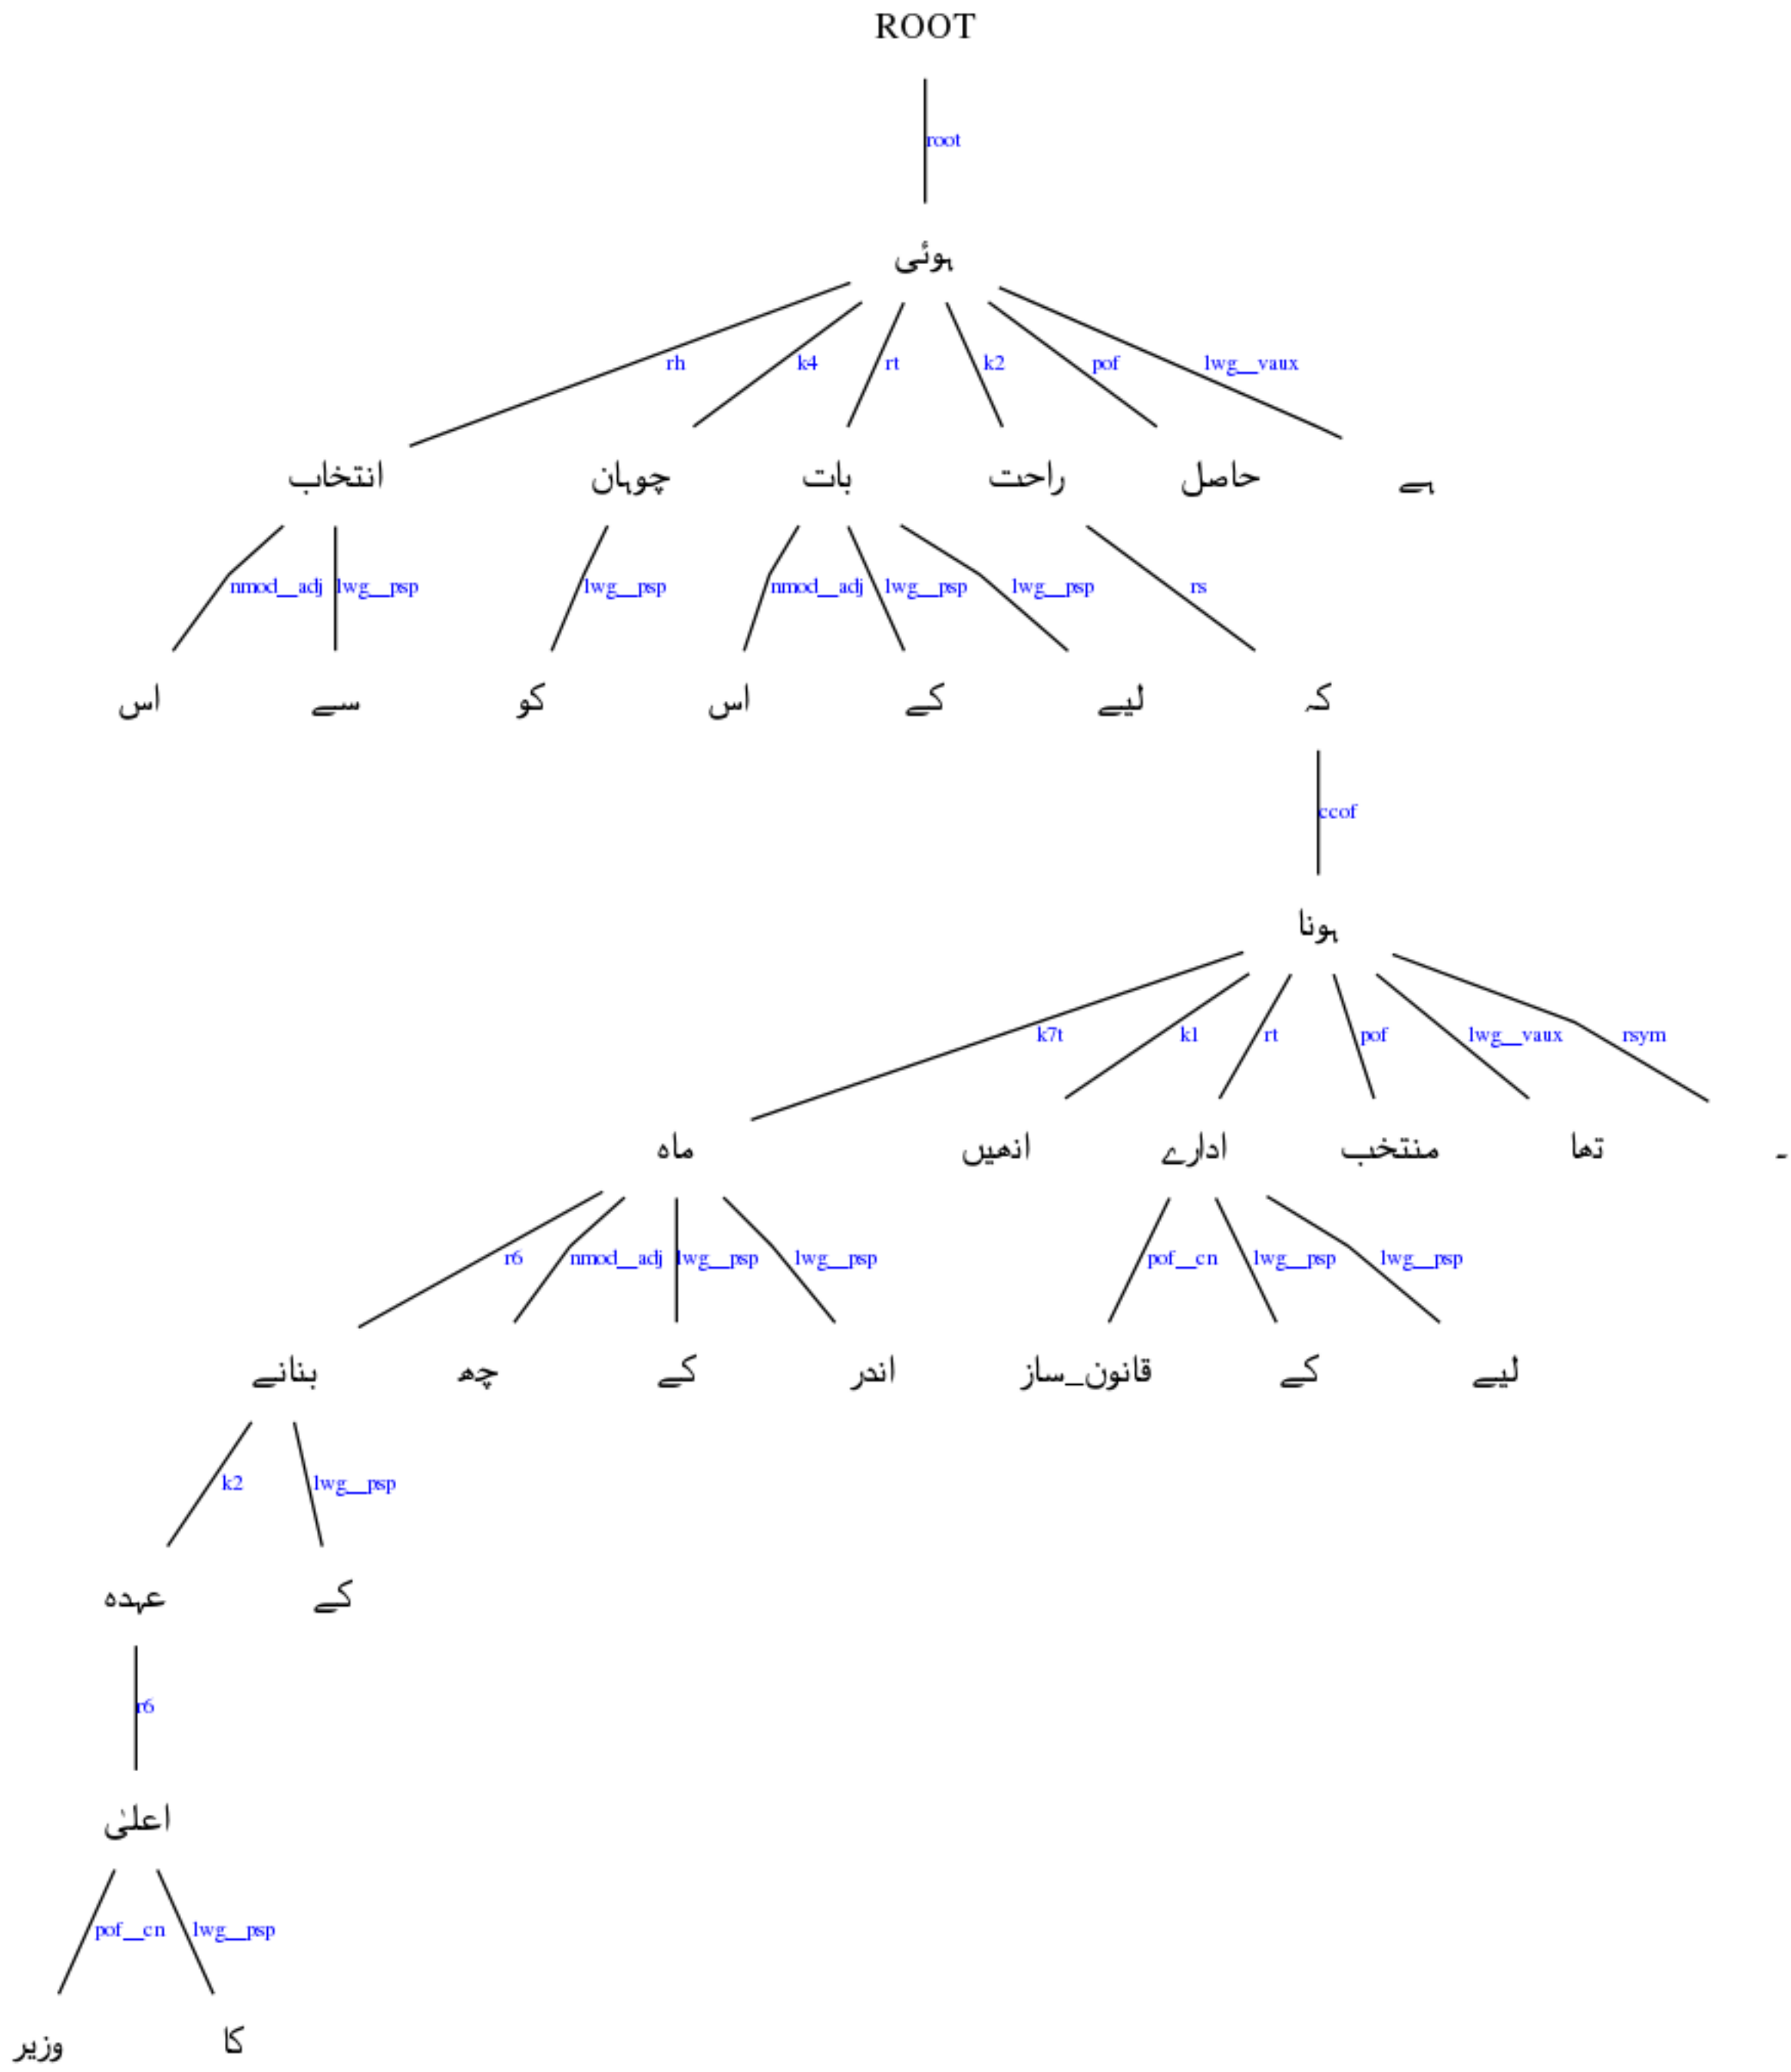 ROOT
root
ہوئی
rh k4 rt k2 pof lwg__vaux
انتخاب چوہان بات راحت حاصل ہے
nmod__adj lwg__psp lwg__psp nmod__adj lwg__psp lwg__psp rs
اس سے کو اس کے لیے کہ
ccof
ہونا
k7t k1 rt pof lwg__vaux rsym
ماہ انھیں ادارے منتخب تھا ۔
r6 nmod__adj lwg__psp lwg__psp pof__cn lwg__psp lwg__psp
بنانے چھ کے اندر قانون_ساز کے لیے
k2 lwg__psp
عہدہ کے
r6
اعلیٰ
pof__cn lwg__psp
وزیر کا